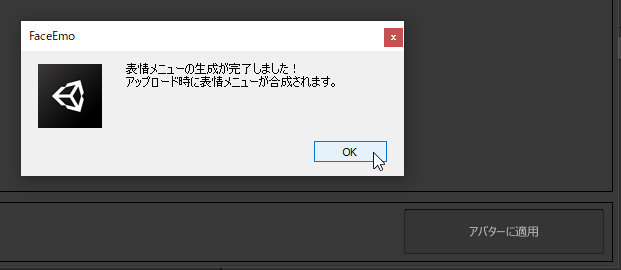 FaceEmo
表情メニューの生成が完了しました！
アップロード時に表情メニューが合成されます。
OK
アバターに適用